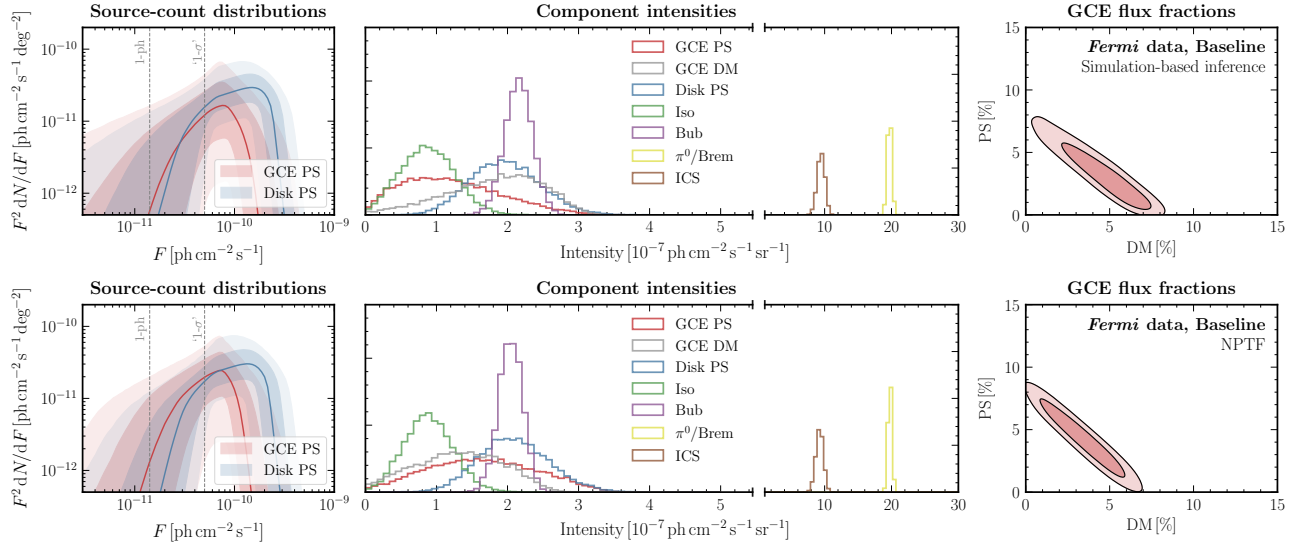 Source-count distributions
F² dN/dF [ph cm⁻² s⁻¹ deg⁻²]
10⁻¹⁰
10⁻¹¹
10⁻¹²
1-ph
'1-σ'
GCE PS
Disk PS
10⁻¹¹ 10⁻¹⁰ 10⁻⁹
F [ph cm⁻² s⁻¹]
Component intensities
GCE PS
GCE DM
Disk PS
Iso
Bub
π⁰/Brem
ICS
0 1 2 3 4 5 10 20 30
Intensity [10⁻⁷ ph cm⁻² s⁻¹ sr⁻¹]
GCE flux fractions
Fermi data, Baseline
Simulation-based inference
PS [%]
15
10
5
0
0 5 10 15
DM [%]
Source-count distributions
F² dN/dF [ph cm⁻² s⁻¹ deg⁻²]
10⁻¹⁰
10⁻¹¹
10⁻¹²
1-ph
'1-σ'
GCE PS
Disk PS
10⁻¹¹ 10⁻¹⁰ 10⁻⁹
F [ph cm⁻² s⁻¹]
Component intensities
GCE PS
GCE DM
Disk PS
Iso
Bub
π⁰/Brem
ICS
0 1 2 3 4 5 10 20 30
Intensity [10⁻⁷ ph cm⁻² s⁻¹ sr⁻¹]
GCE flux fractions
Fermi data, Baseline
NPTF
PS [%]
15
10
5
0
0 5 10 15
DM [%]